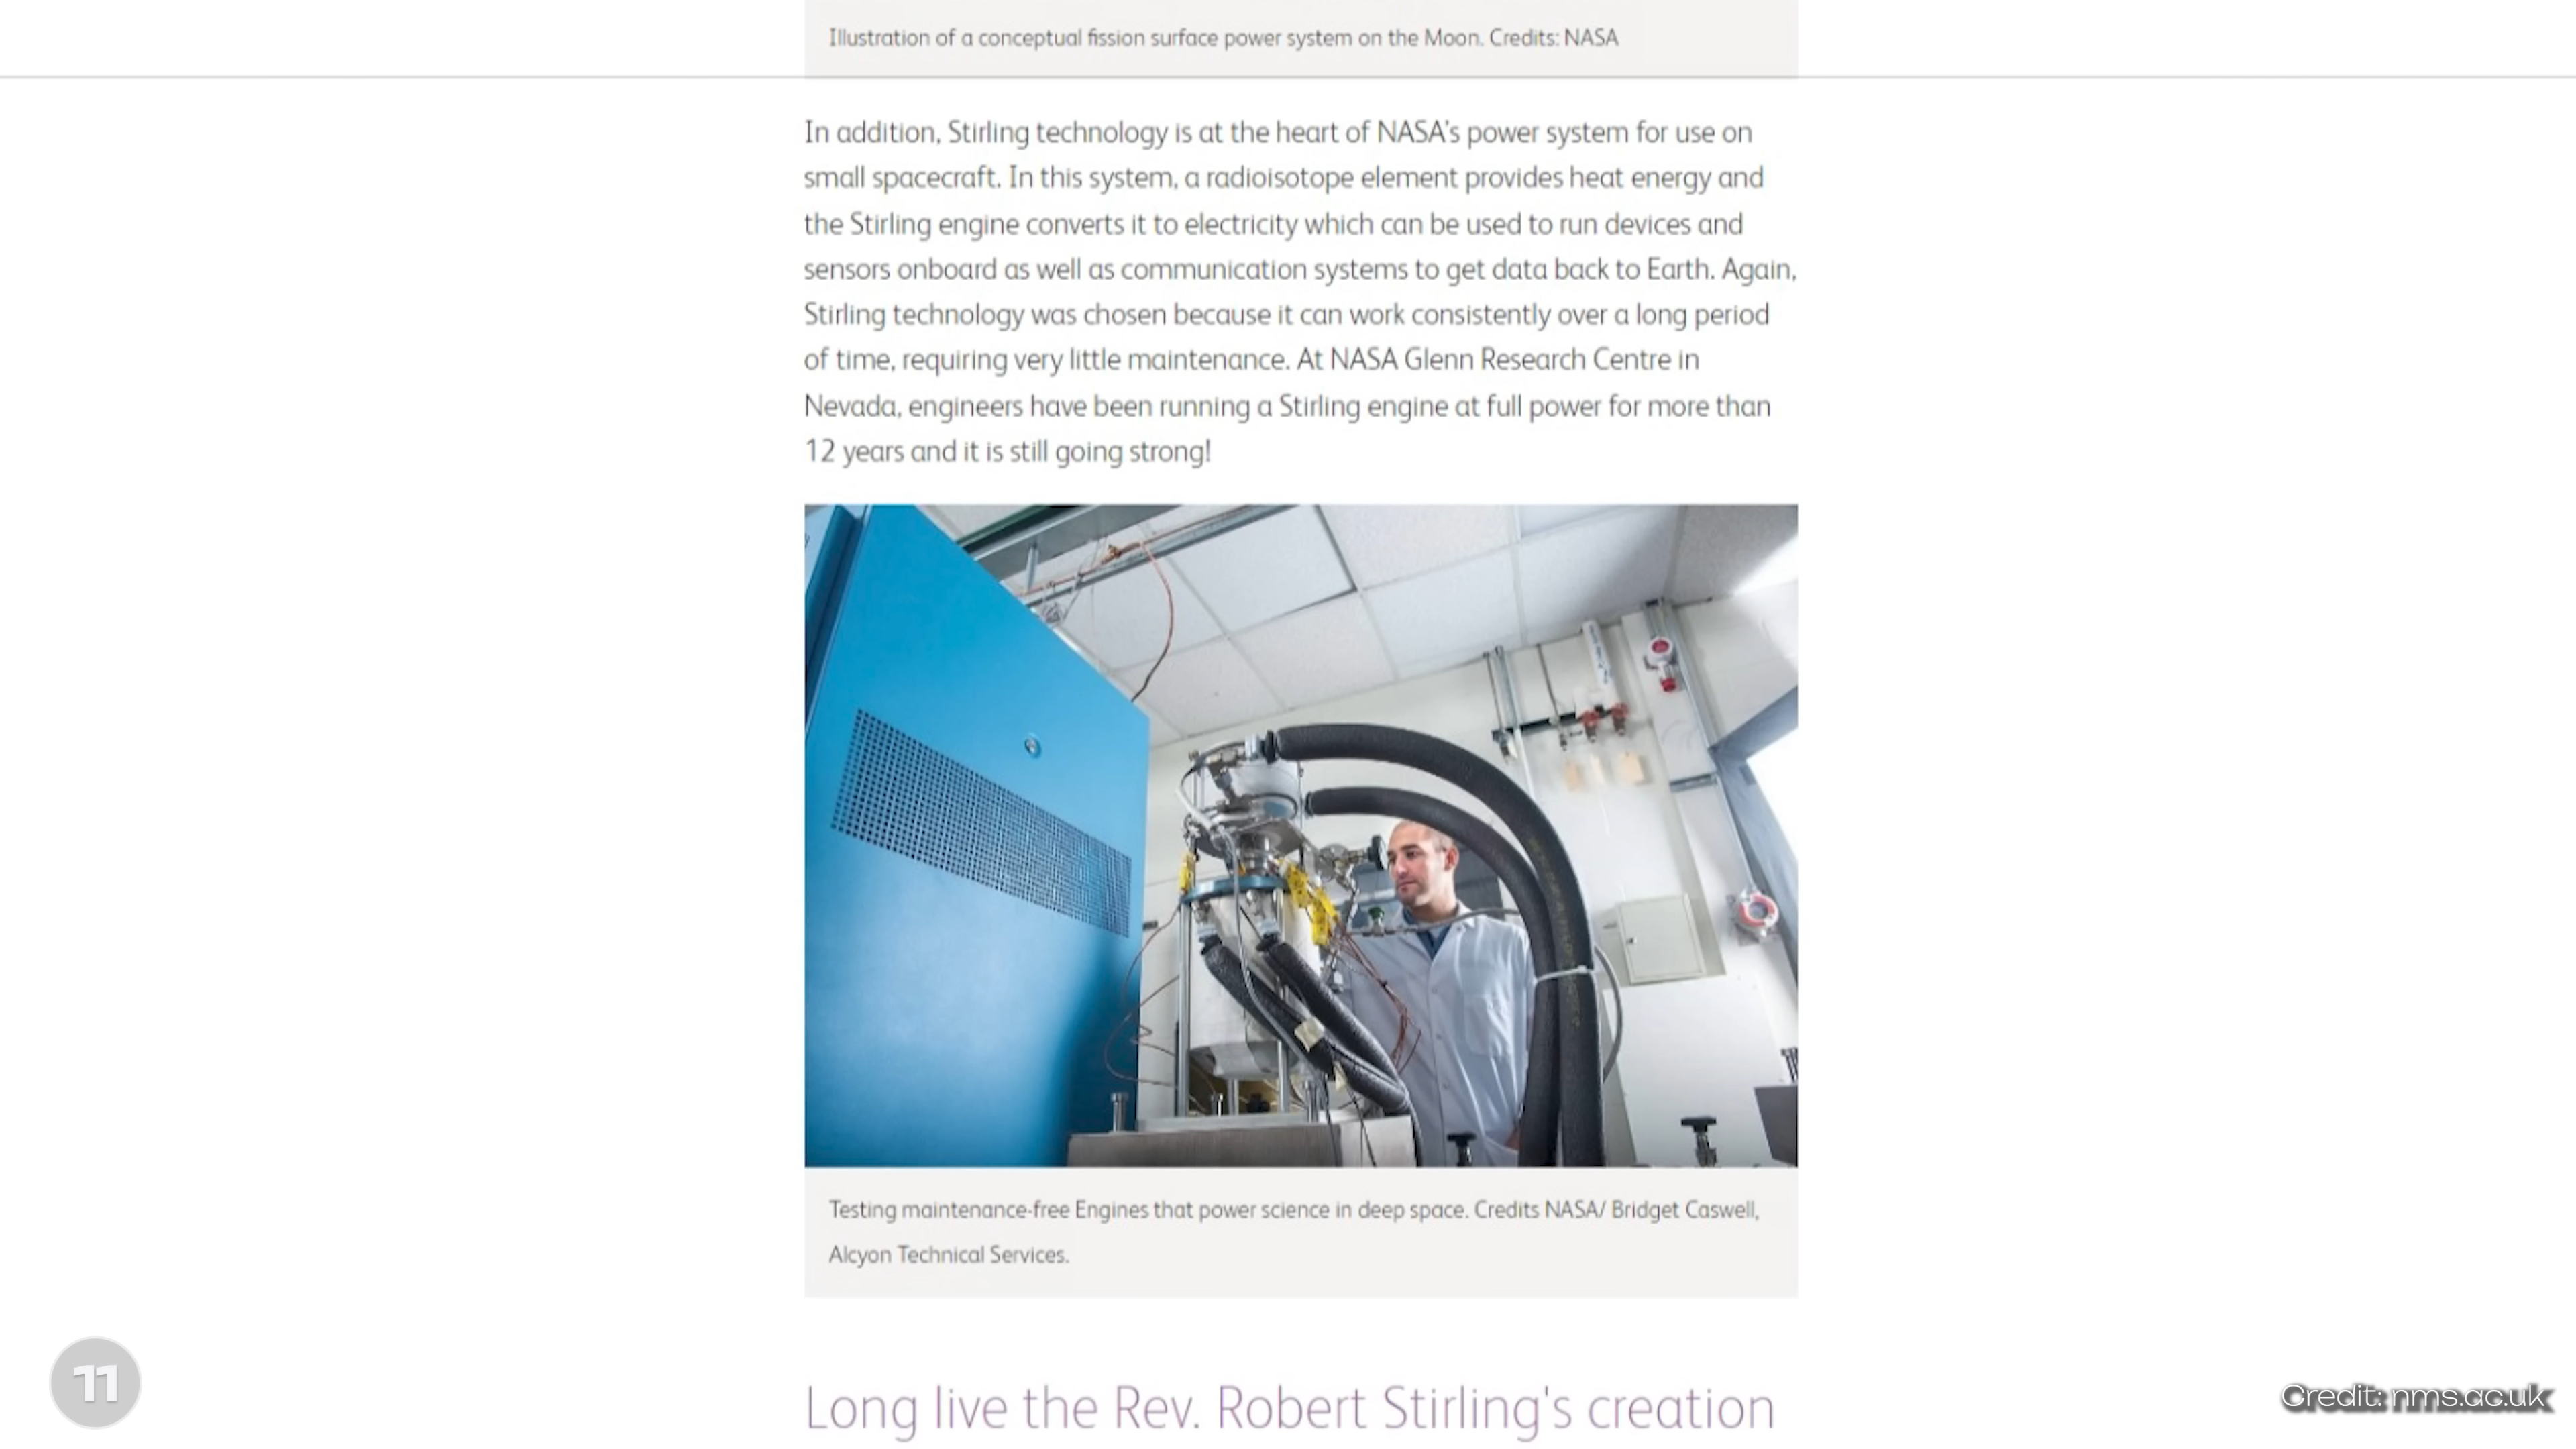 Illustration of a conceptual fission surface power system on the Moon. Credits: NASA
In addition, Stirling technology is at the heart of NASA's power system for use on
small spacecraft. In this system, a radioisotope element provides heat energy and
the Stirling engine converts it to electricity which can be used to run devices and
sensors onboard as well as communication systems to get data back to Earth. Again,
Stirling technology was chosen because it can work consistently over a long period
of time, requiring very little maintenance. At NASA Glenn Research Centre in
Nevada, engineers have been running a Stirling engine at full power for more than
12 years and it is still going strong!
Testing maintenance-free Engines that power science in deep space. Credits NASA/ Bridget Caswell,
Alcyon Technical Services.
Long live the Rev. Robert Stirling's creation
11
Credit: nms.ac.uk